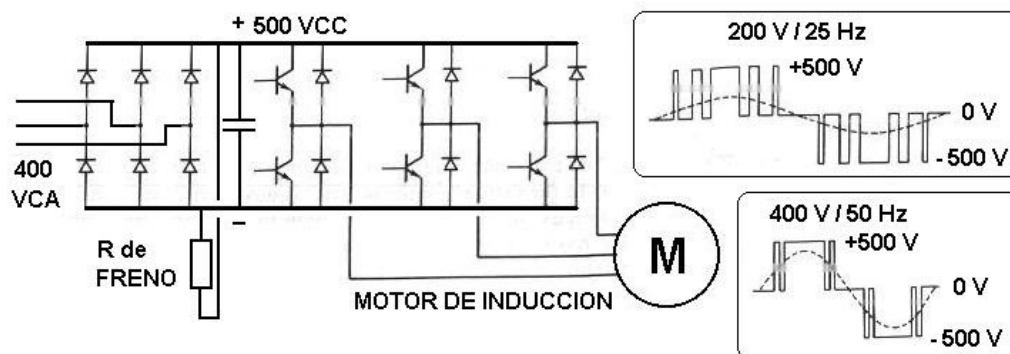 + 500 VCC
400
VCA
R de
FRENO
–
MOTOR DE INDUCCION
M
200 V / 25 Hz
+500 V
0 V
- 500 V
400 V / 50 Hz
+500 V
0 V
- 500 V